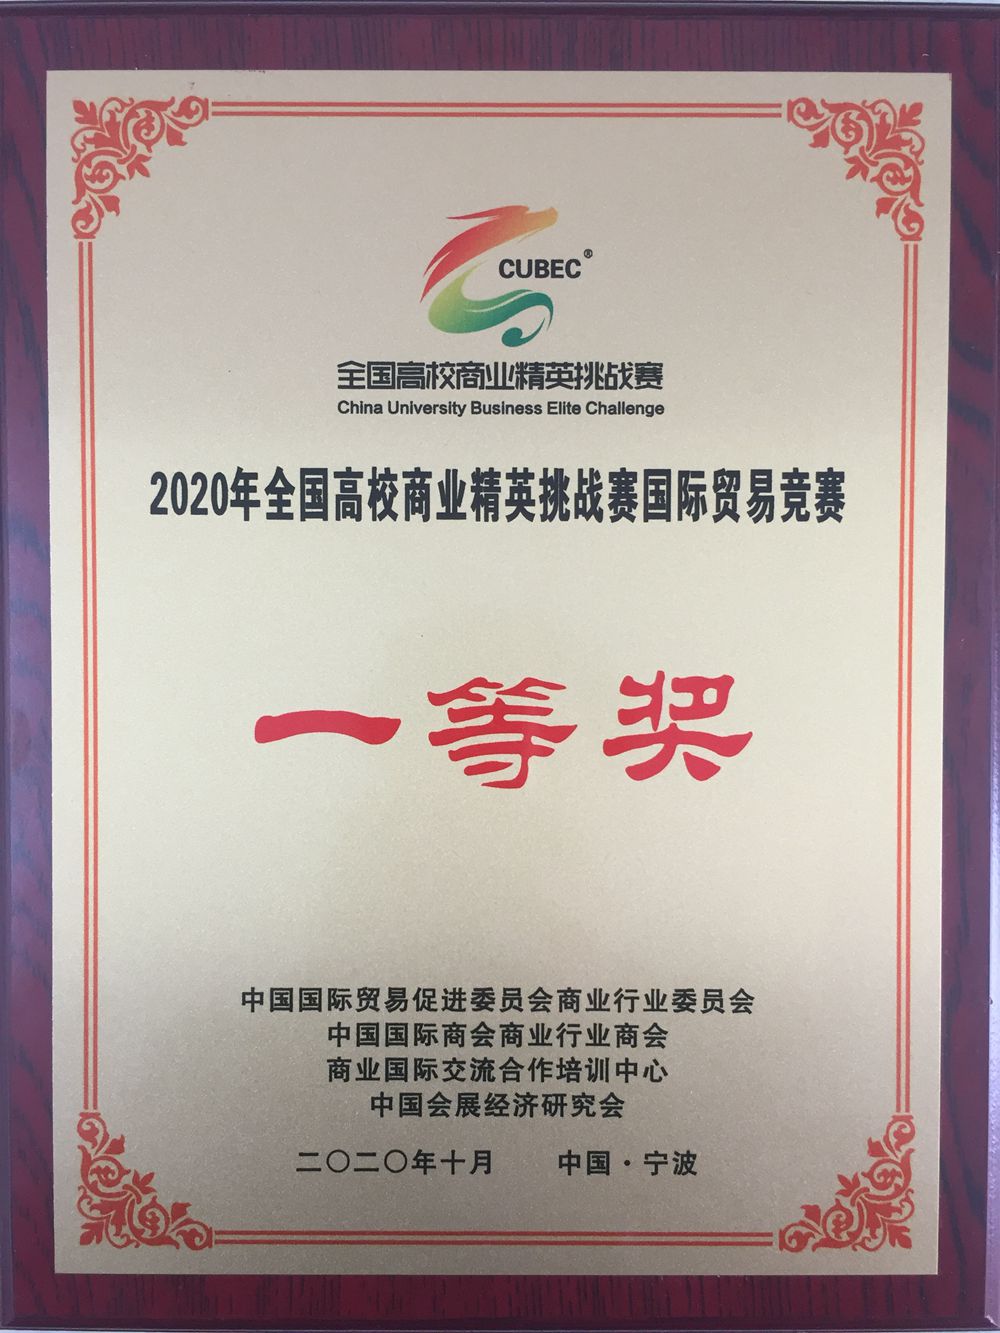 CUBEC®
全国高校商业精英挑战赛
China University Business Elite Challenge
2020年全国高校商业精英挑战赛国际贸易竞赛
一等奖
中国国际贸易促进委员会商业行业委员会
中国国际商会商业行业商会
商业国际交流合作培训中心
中国会展经济研究会
二〇二〇年十月 中国·宁波